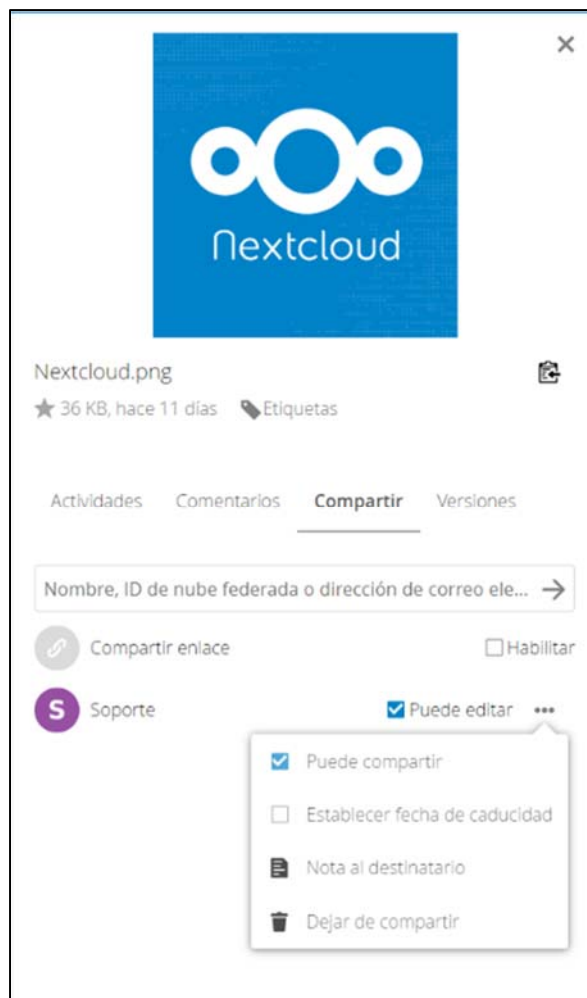 Nextcloud
Nextcloud.png
36 KB, hace 11 días Etiquetas
Actividades Comentarios Compartir Versiones
Nombre, ID de nube federada o dirección de correo ele...
Compartir enlace Habilitar
S Soporte Puede editar
Puede compartir
Establecer fecha de caducidad
Nota al destinatario
Dejar de compartir